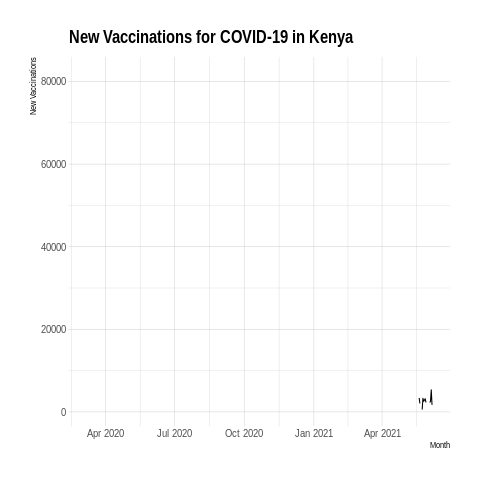 New Vaccinations for COVID-19 in Kenya
New Vaccinations
80000
60000
40000
20000
0
Apr 2020 Jul 2020 Oct 2020 Jan 2021 Apr 2021
Month